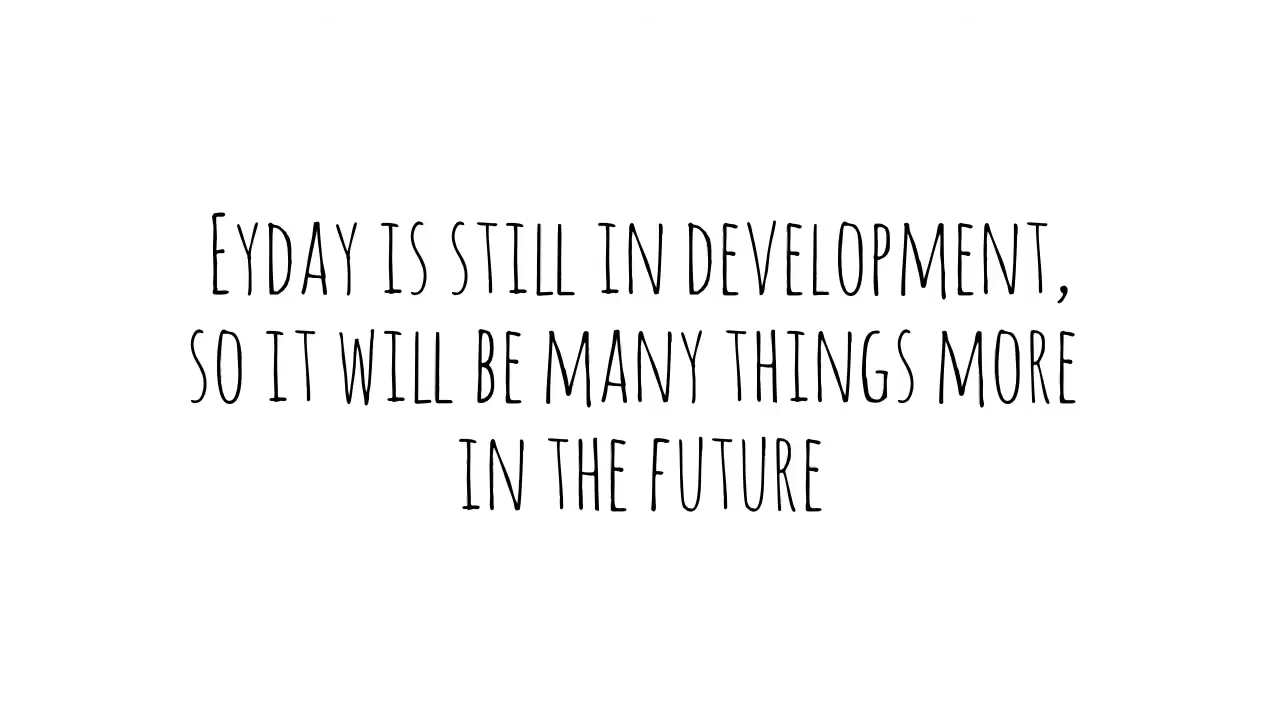 Eyday is still in development,
so it will be many things more
in the future